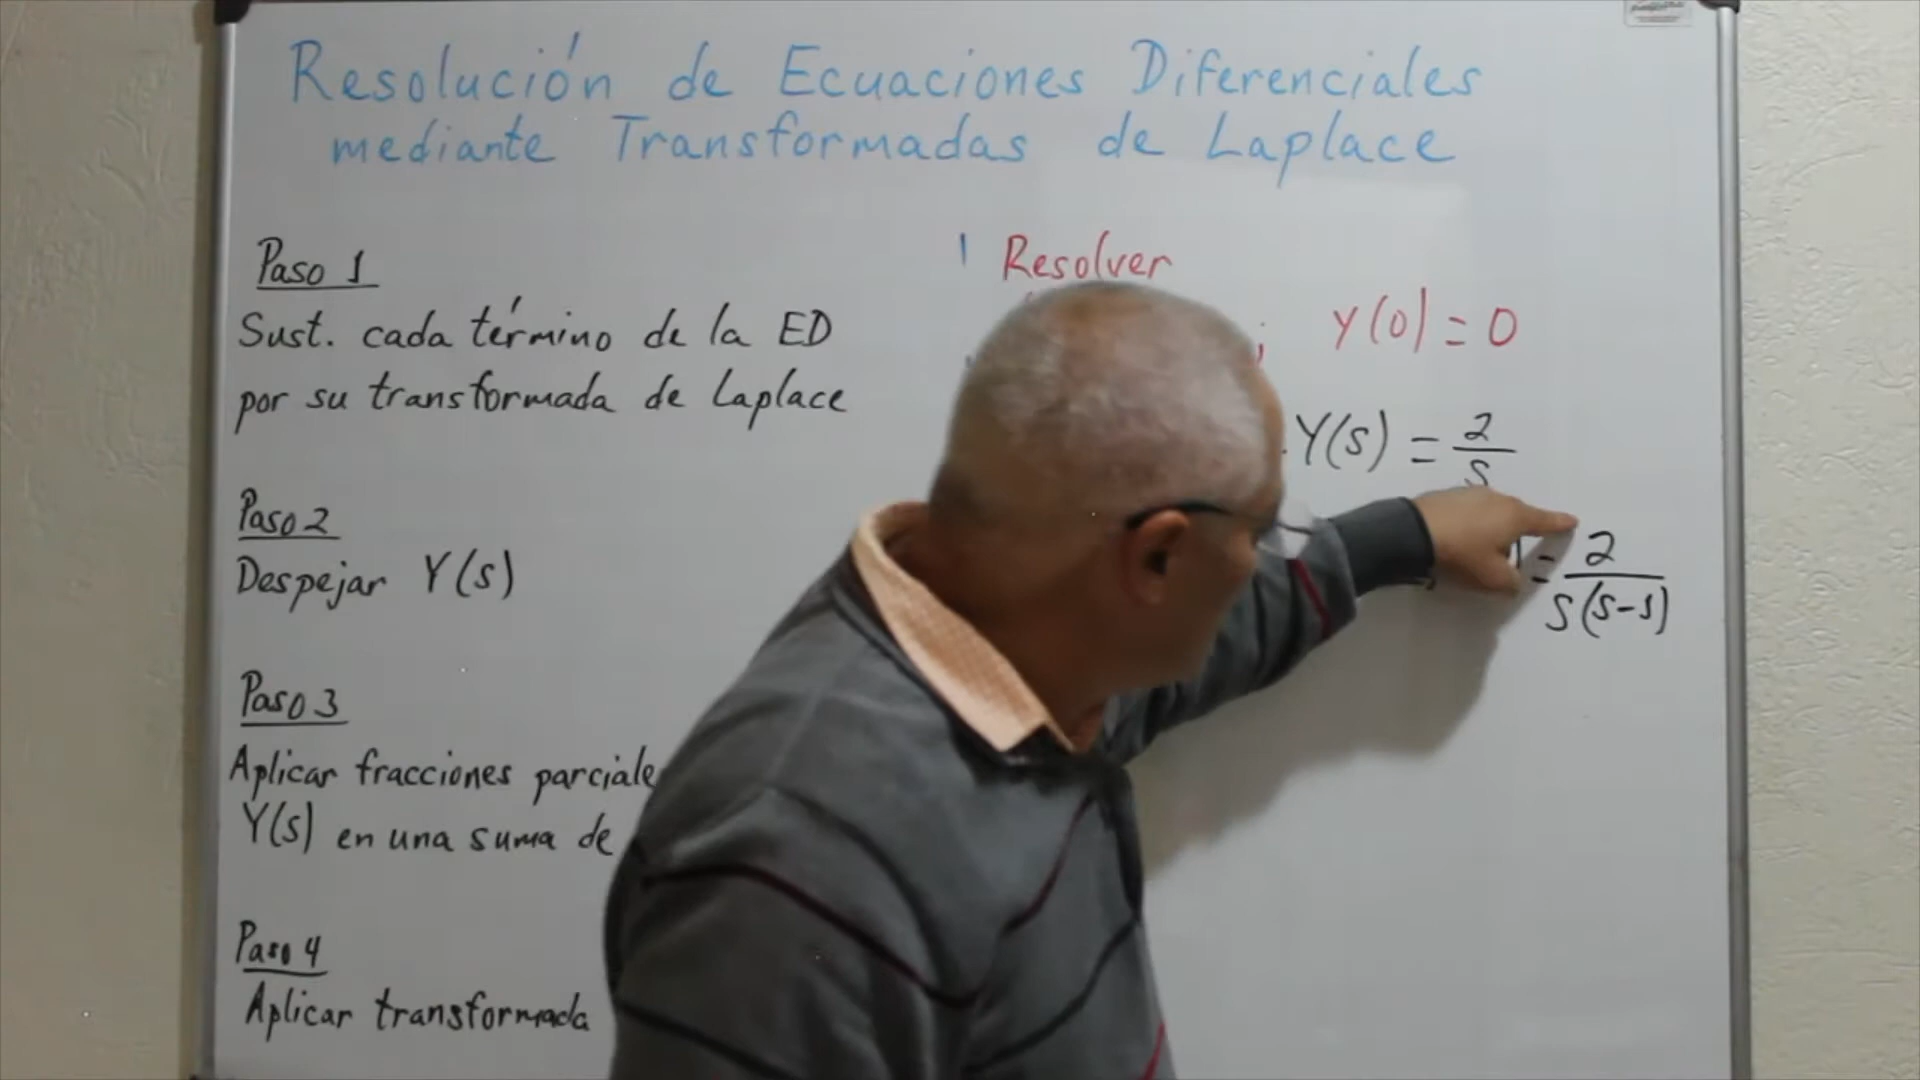 Resolución de Ecuaciones Diferenciales
mediante Transformadas de Laplace
Paso 1
Sust. cada término de la ED
por su transformada de Laplace
Paso 2
Despejar Y(s)
Paso 3
Aplicar fracciones parciale
Y(s) en una suma de
Paso 4
Aplicar transformada
Resolver
; y(0) = 0
Y(s) = 2/s
= 2/s(s-1)